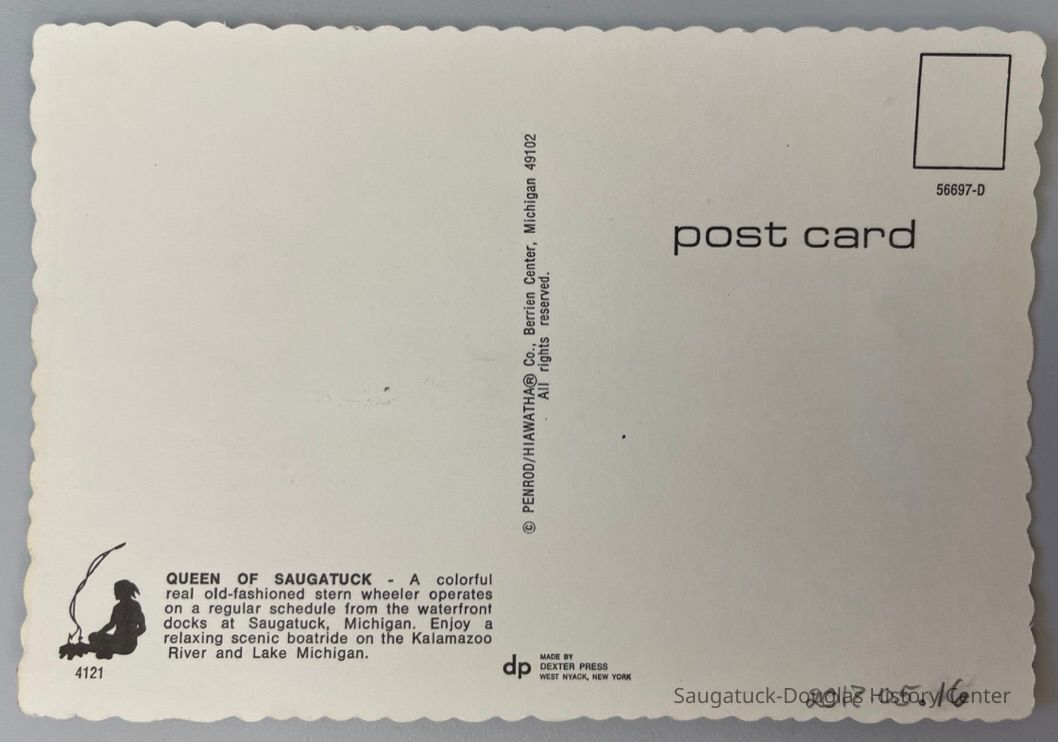 56697-D
post card
© PENROD/HIAWATHA® Co., Berrien Center, Michigan 49102
All rights reserved.
QUEEN OF SAUGATUCK - A colorful
real old-fashioned stern wheeler operates
on a regular schedule from the waterfront
docks at Saugatuck, Michigan. Enjoy a
relaxing scenic boatride on the Kalamazoo
River and Lake Michigan.
4121
dp
MADE BY
DEXTER PRESS
WEST NYACK, NEW YORK
Saugatuck-Douglas History Center